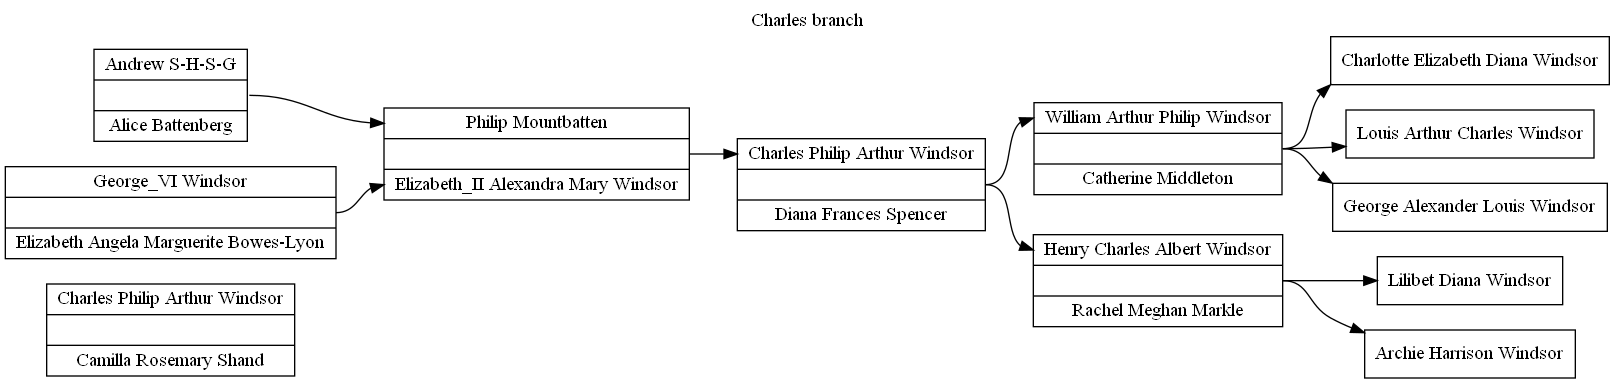 Charles branch
Andrew S-H-S-G
Alice Battenberg
George_VI Windsor
Elizabeth Angela Marguerite Bowes-Lyon
Charles Philip Arthur Windsor
Camilla Rosemary Shand
Philip Mountbatten
Elizabeth_II Alexandra Mary Windsor
Charles Philip Arthur Windsor
Diana Frances Spencer
William Arthur Philip Windsor
Catherine Middleton
Henry Charles Albert Windsor
Rachel Meghan Markle
Charlotte Elizabeth Diana Windsor
Louis Arthur Charles Windsor
George Alexander Louis Windsor
Lilibet Diana Windsor
Archie Harrison Windsor